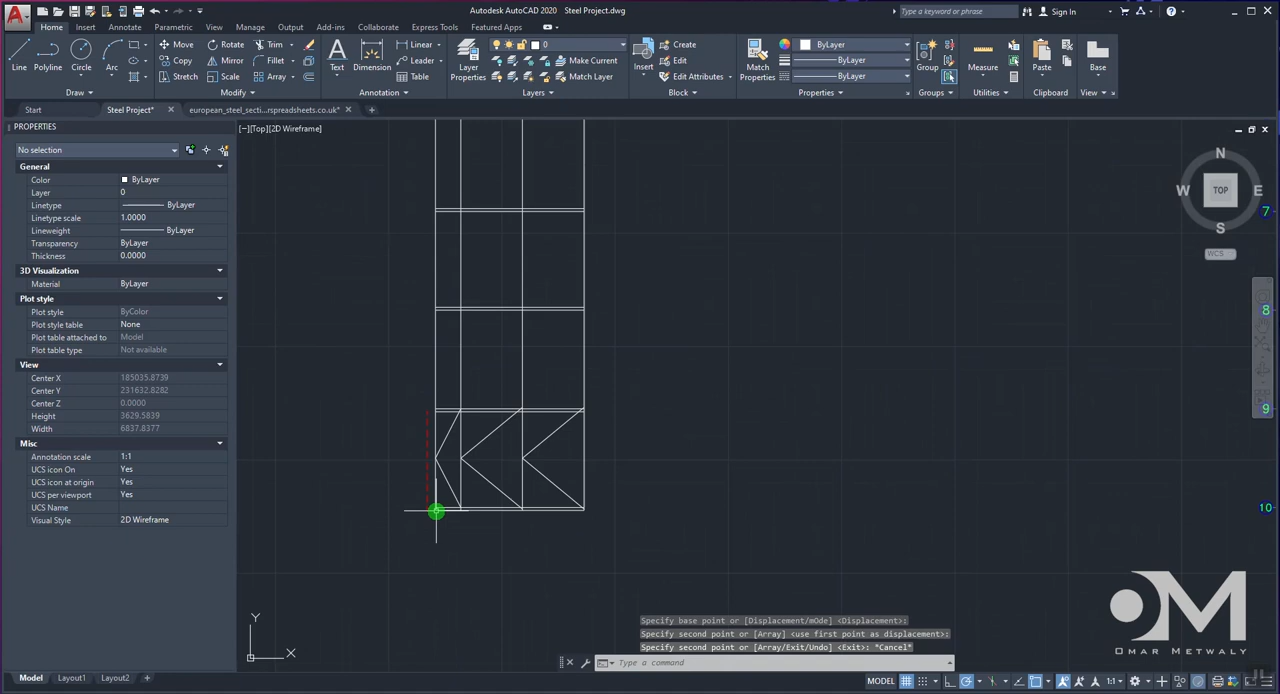 Autodesk AutoCAD 2020 Steel Project.dwg
Type a keyword or phrase
Sign In
Home Insert Annotate Parametric View Manage Output Add-ins Collaborate Express Tools Featured Apps
Line Polyline Circle Arc
Move Rotate Trim
Copy Mirror Fillet
Stretch Scale Array
Text Dimension
Linear
Leader
Table
Layer Properties
0
Make Current
Match Layer
Insert
Create
Edit
Edit Attributes
Match Properties
ByLayer
ByLayer
ByLayer
Group
Measure
Paste
Base
Draw Modify Annotation Layers Block Properties Groups Utilities Clipboard View
Start Steel Project* european_steel_secti...rspreadsheets.co.uk*
PROPERTIES
[−][Top][2D Wireframe]
No selection
General
Color ByLayer
Layer 0
Linetype ByLayer
Linetype scale 1.0000
Lineweight ByLayer
Transparency ByLayer
Thickness 0.0000
3D Visualization
Material ByLayer
Plot style
Plot style ByColor
Plot style table None
Plot table attached to Model
Plot table type Not available
View
Center X 185035.8739
Center Y 231632.8282
Center Z 0.0000
Height 3629.5839
Width 6837.8377
Misc
Annotation scale 1:1
UCS icon On Yes
UCS icon at origin Yes
UCS per viewport Yes
UCS Name
Visual Style 2D Wireframe
N
W TOP E
S
WCS
7
8
9
10
Y
X
Specify base point or [Displacement/mOde] <Displacement>:
Specify second point or [Array] <use first point as displacement>:
Specify second point or [Array/Exit/Undo] <Exit>: *Cancel*
Type a command
OMAR METWALY
Model Layout1 Layout2 +
MODEL
1:1